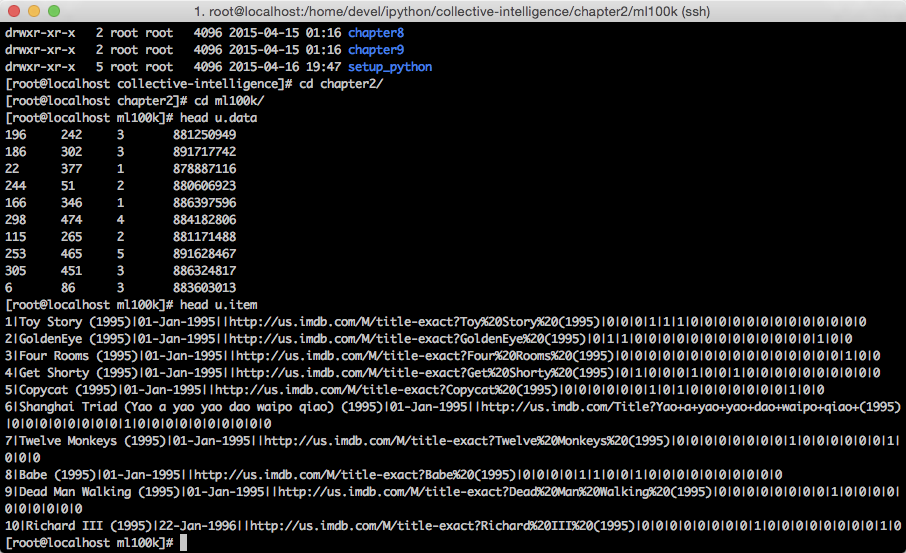 1. root@localhost:/home/devel/ipython/collective-intelligence/chapter2/ml100k (ssh)
drwxr-xr-x   2 root root   4096 2015-04-15 01:16 chapter8
drwxr-xr-x   2 root root   4096 2015-04-15 01:16 chapter9
drwxr-xr-x   5 root root   4096 2015-04-16 19:47 setup_python
[root@localhost collective-intelligence]# cd chapter2/
[root@localhost chapter2]# cd ml100k/
[root@localhost ml100k]# head u.data
196     242     3       881250949
186     302     3       891717742
22      377     1       878887116
244     51      2       880606923
166     346     1       886397596
298     474     4       884182806
115     265     2       881171488
253     465     5       891628467
305     451     3       886324817
6       86      3       883603013
[root@localhost ml100k]# head u.item
1|Toy Story (1995)|01-Jan-1995||http://us.imdb.com/M/title-exact?Toy%20Story%20(1995)|0|0|0|1|1|1|0|0|0|0|0|0|0|0|0|0|0|0|0
2|GoldenEye (1995)|01-Jan-1995||http://us.imdb.com/M/title-exact?GoldenEye%20(1995)|0|1|1|0|0|0|0|0|0|0|0|0|0|0|0|0|1|0|0
3|Four Rooms (1995)|01-Jan-1995||http://us.imdb.com/M/title-exact?Four%20Rooms%20(1995)|0|0|0|0|0|0|0|0|0|0|0|0|0|0|0|0|1|0|0
4|Get Shorty (1995)|01-Jan-1995||http://us.imdb.com/M/title-exact?Get%20Shorty%20(1995)|0|1|0|0|0|1|0|0|1|0|0|0|0|0|0|0|0|0|0
5|Copycat (1995)|01-Jan-1995||http://us.imdb.com/M/title-exact?Copycat%20(1995)|0|0|0|0|0|0|1|0|1|0|0|0|0|0|0|0|1|0|0
6|Shanghai Triad (Yao a yao yao dao waipo qiao) (1995)|01-Jan-1995||http://us.imdb.com/Title?Yao+a+yao+yao+dao+waipo+qiao+(1995)
|0|0|0|0|0|0|0|0|1|0|0|0|0|0|0|0|0|0|0
7|Twelve Monkeys (1995)|01-Jan-1995||http://us.imdb.com/M/title-exact?Twelve%20Monkeys%20(1995)|0|0|0|0|0|0|0|0|1|0|0|0|0|0|0|1|
0|0|0
8|Babe (1995)|01-Jan-1995||http://us.imdb.com/M/title-exact?Babe%20(1995)|0|0|0|0|1|1|0|0|1|0|0|0|0|0|0|0|0|0|0
9|Dead Man Walking (1995)|01-Jan-1995||http://us.imdb.com/M/title-exact?Dead%20Man%20Walking%20(1995)|0|0|0|0|0|0|0|0|1|0|0|0|0|
0|0|0|0|0|0
10|Richard III (1995)|22-Jan-1996||http://us.imdb.com/M/title-exact?Richard%20III%20(1995)|0|0|0|0|0|0|0|0|1|0|0|0|0|0|0|0|0|1|0
[root@localhost ml100k]#